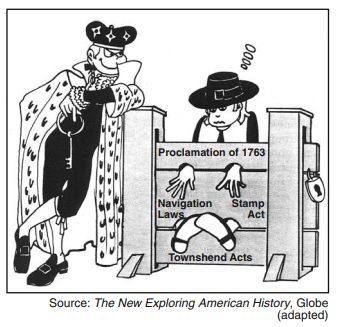 Proclamation of 1763
Navigation Laws
Stamp Act
Townshend Acts
Source: The New Exploring American History, Globe
(adapted)